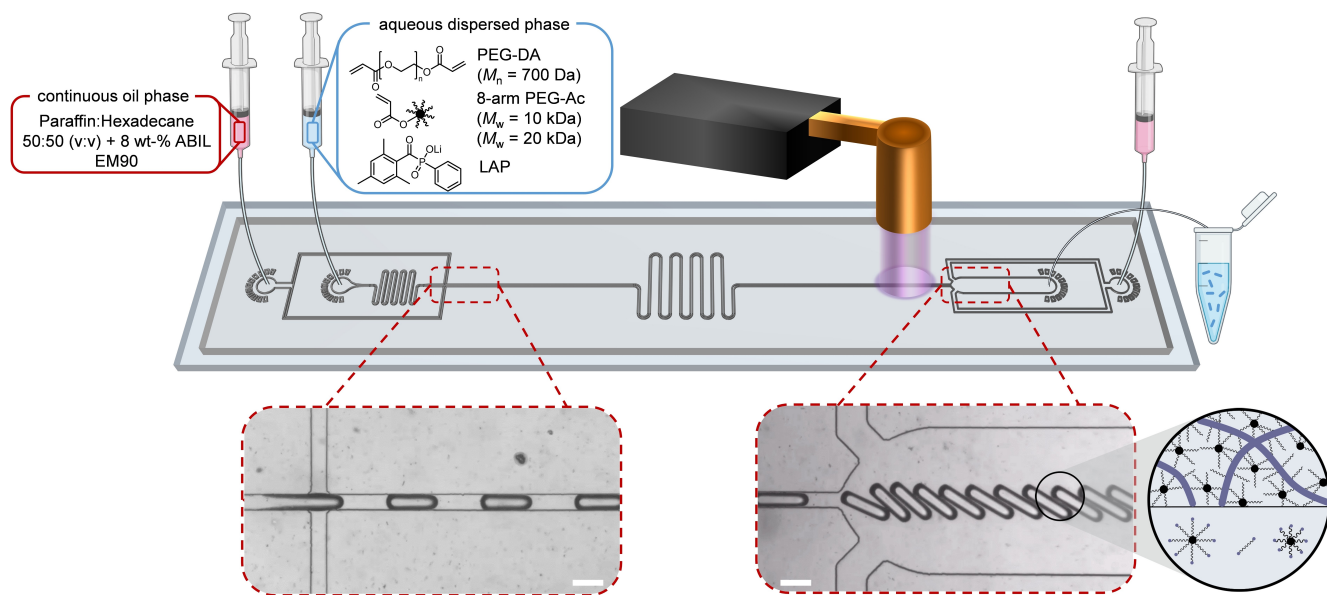 continuous oil phase
Paraffin:Hexadecane
50:50 (v:v) + 8 wt-% ABIL
EM90
aqueous dispersed phase
O
O
n
O
O
PEG-DA
(Mn = 700 Da)
O
O
8-arm PEG-Ac
(Mw = 10 kDa)
(Mw = 20 kDa)
O
OLi
P
O
LAP